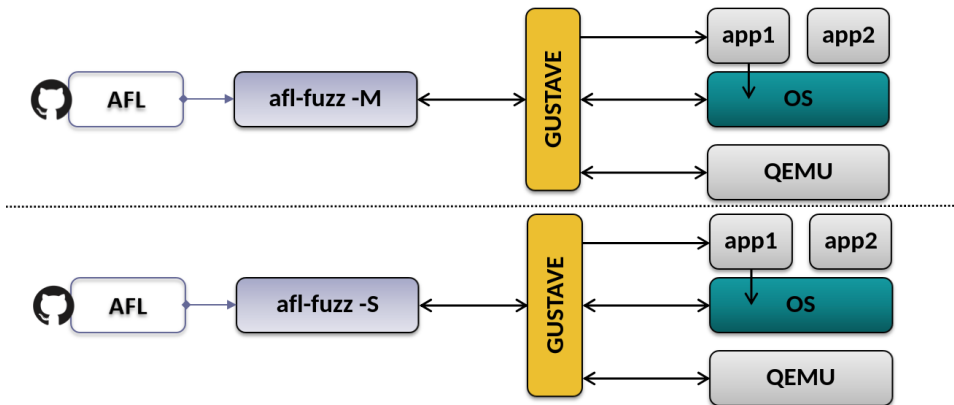 app1
app2
AFL
afl-fuzz -M
GUSTAVE
OS
QEMU
app1
app2
AFL
afl-fuzz -S
GUSTAVE
OS
QEMU